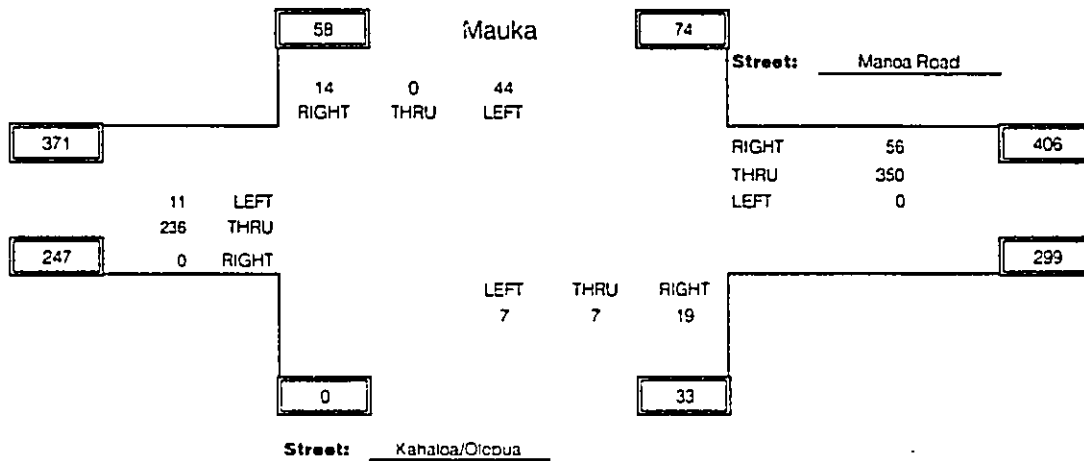 58 Mauka 74
Street: Manoa Road
14 0 44
RIGHT THRU LEFT
371 406
RIGHT 56
THRU 350
LEFT 0
11 LEFT
236 THRU
0 RIGHT
247 299
LEFT THRU RIGHT
7 7 19
0 33
Street: Kahaloa/Olopua